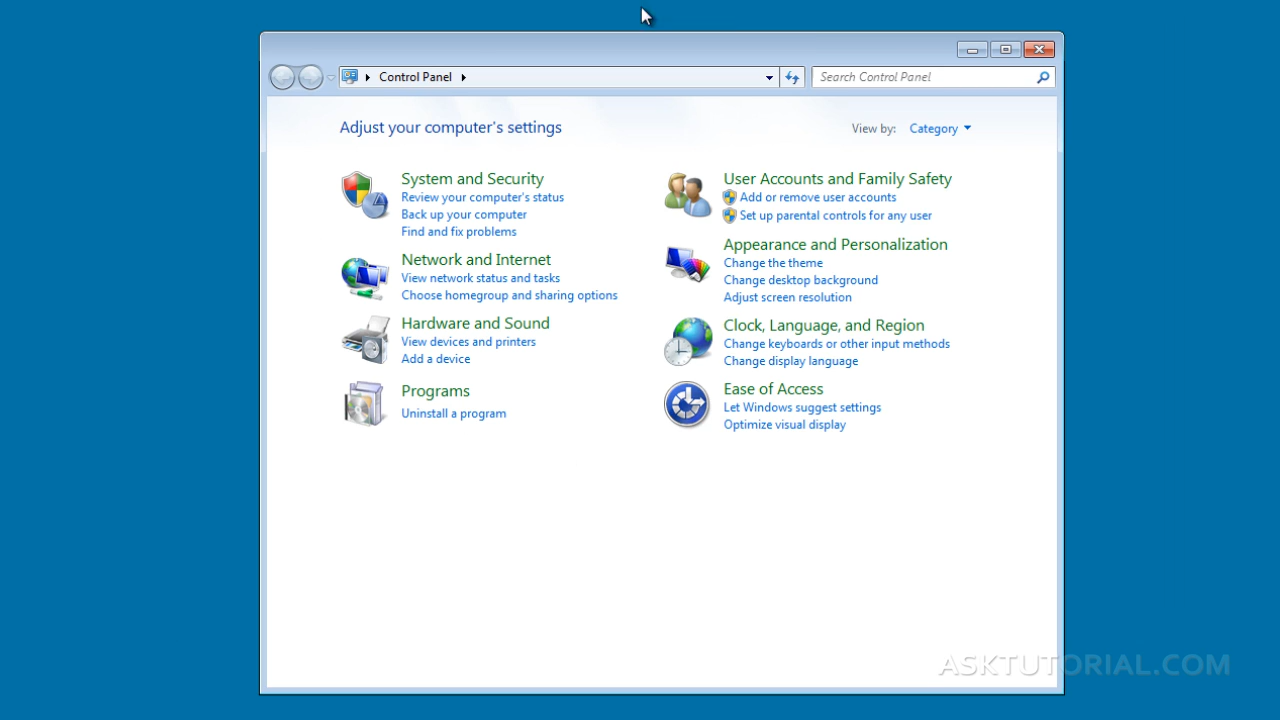 Control Panel
Search Control Panel
Adjust your computer's settings
View by: Category
System and Security
Review your computer's status
Back up your computer
Find and fix problems
Network and Internet
View network status and tasks
Choose homegroup and sharing options
Hardware and Sound
View devices and printers
Add a device
Programs
Uninstall a program
User Accounts and Family Safety
Add or remove user accounts
Set up parental controls for any user
Appearance and Personalization
Change the theme
Change desktop background
Adjust screen resolution
Clock, Language, and Region
Change keyboards or other input methods
Change display language
Ease of Access
Let Windows suggest settings
Optimize visual display
ASKTUTORIAL.COM